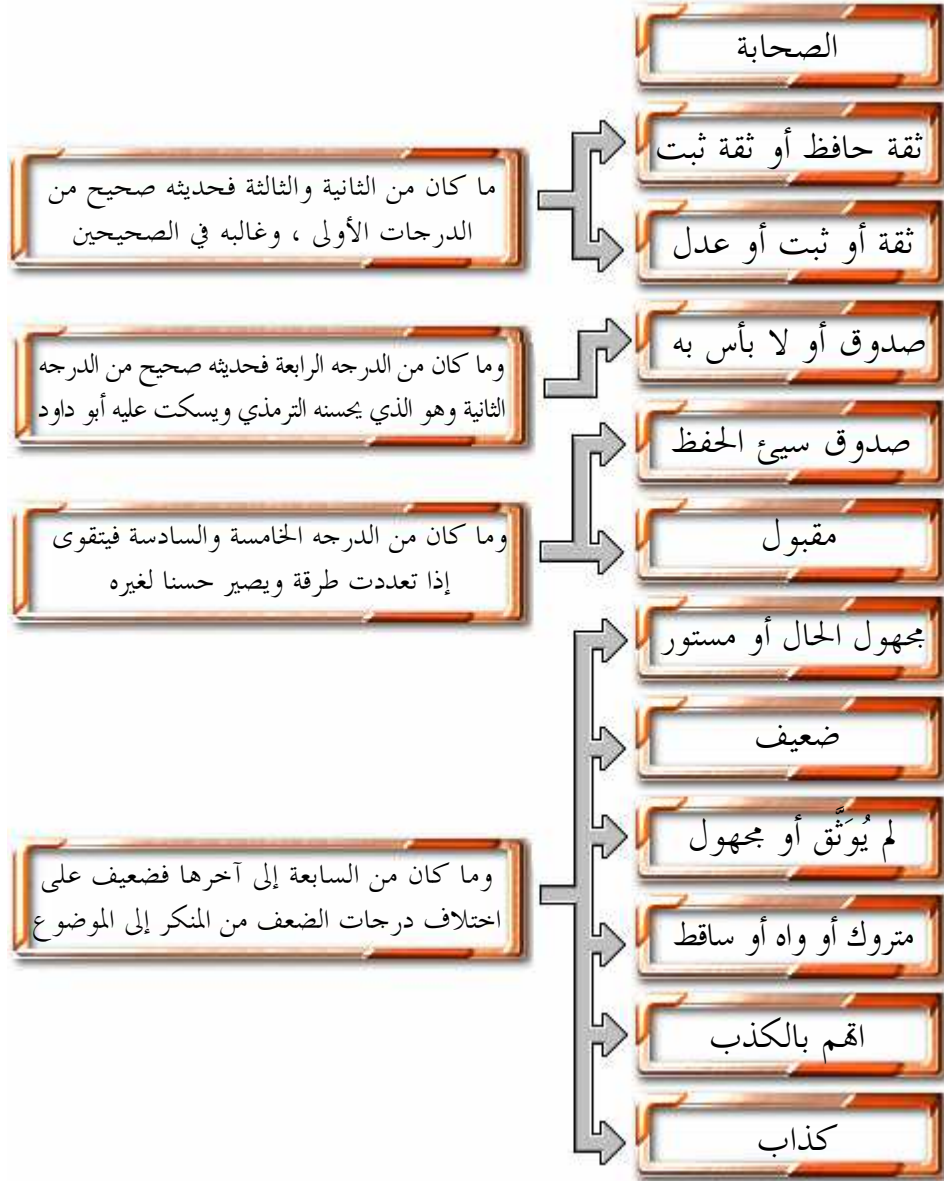 الصحابة
ثقة حافظ أو ثقة ثبت
ثقة أو ثبت أو عدل
ما كان من الثانية والثالثة فحديثه صحيح من
الدرجات الأولى ، وغالبه في الصحيحين
صدوق أو لا بأس به
وما كان من الدرجه الرابعة فحديثه صحيح من الدرجه
الثانية وهو الذي يحسنه الترمذي ويسكت عليه أبو داود
صدوق سيئ الحفظ
مقبول
وما كان من الدرجه الخامسة والسادسة فيتقوى
إذا تعددت طرقة ويصير حسنا لغيره
مجهول الحال أو مستور
ضعيف
لم يُوَثَّق أو مجهول
متروك أو واه أو ساقط
اتهم بالكذب
كذاب
وما كان من السابعة إلى آخرها فضعيف على
اختلاف درجات الضعف من المنكر إلى الموضوع